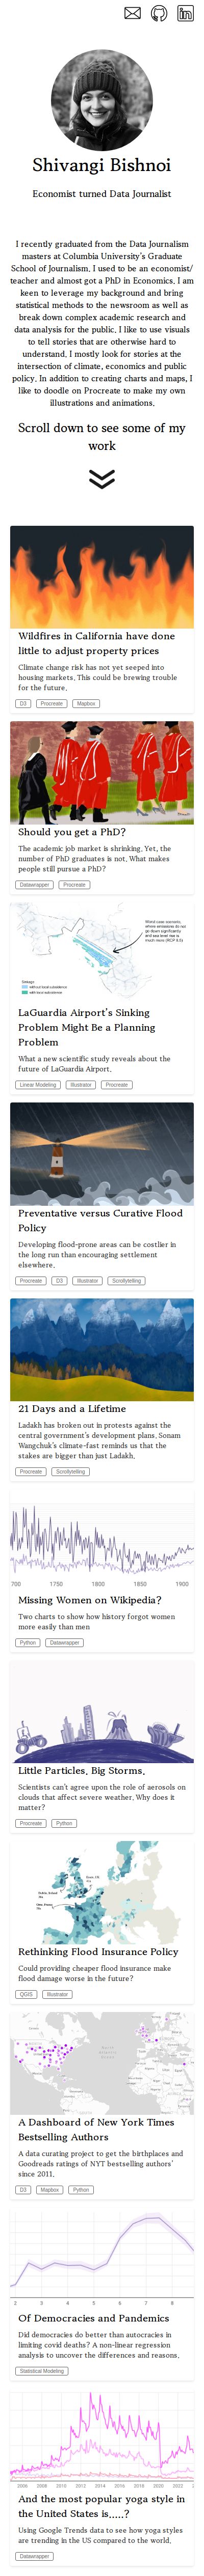 Shivangi Bishnoi
Economist turned Data Journalist
I recently graduated from the Data Journalism
masters at Columbia University's Graduate
School of Journalism. I used to be an economist/
teacher and almost got a PhD in Economics. I am
keen to leverage my background and bring
statistical methods to the newsroom as well as
break down complex academic research and
data analysis for the public. I like to use visuals
to tell stories that are otherwise hard to
understand. I mostly look for stories at the
intersection of climate, economics and public
policy. In addition to creating charts and maps, I
like to doodle on Procreate to make my own
illustrations and animations.
Scroll down to see some of my
work
Wildfires in California have done
little to adjust property prices
Climate change risk has not yet seeped into
housing markets. This could be brewing trouble
for the future.
D3 Procreate Mapbox
Should you get a PhD?
The academic job market is shrinking. Yet, the
number of PhD graduates is not. What makes
people still pursue a PhD?
Datawrapper Procreate
LaGuardia Airport's Sinking
Problem Might Be a Planning
Problem
What a new scientific study reveals about the
future of LaGuardia Airport.
Linear Modeling Illustrator Procreate
Preventative versus Curative Flood
Policy
Developing flood-prone areas can be costlier in
the long run than encouraging settlement
elsewhere.
Procreate D3 Illustrator Scrollytelling
21 Days and a Lifetime
Ladakh has broken out in protests against the
central government's development plans. Sonam
Wangchuk's climate-fast reminds us that the
stakes are bigger than just Ladakh.
Procreate Scrollytelling
700 1750 1800 1850 1900
Missing Women on Wikipedia?
Two charts to show how history forgot women
more easily than men
Python Datawrapper
Little Particles, Big Storms.
Scientists can't agree upon the role of aerosols on
clouds that affect severe weather. Why does it
matter?
Procreate Python
Rethinking Flood Insurance Policy
Could providing cheaper flood insurance make
flood damage worse in the future?
QGIS Illustrator
A Dashboard of New York Times
Bestselling Authors
A data curating project to get the birthplaces and
Goodreads ratings of NYT bestselling authors'
since 2011.
D3 Mapbox Python
2 3 4 5 6 7 8
Of Democracies and Pandemics
Did democracies do better than autocracies in
limiting covid deaths? A non-linear regression
analysis to uncover the differences and reasons.
Statistical Modeling
2006 2008 2010 2012 2014 2016 2018 2020 2022
And the most popular yoga style in
the United States is.....?
Using Google Trends data to see how yoga styles
are trending in the US compared to the world.
Datawrapper